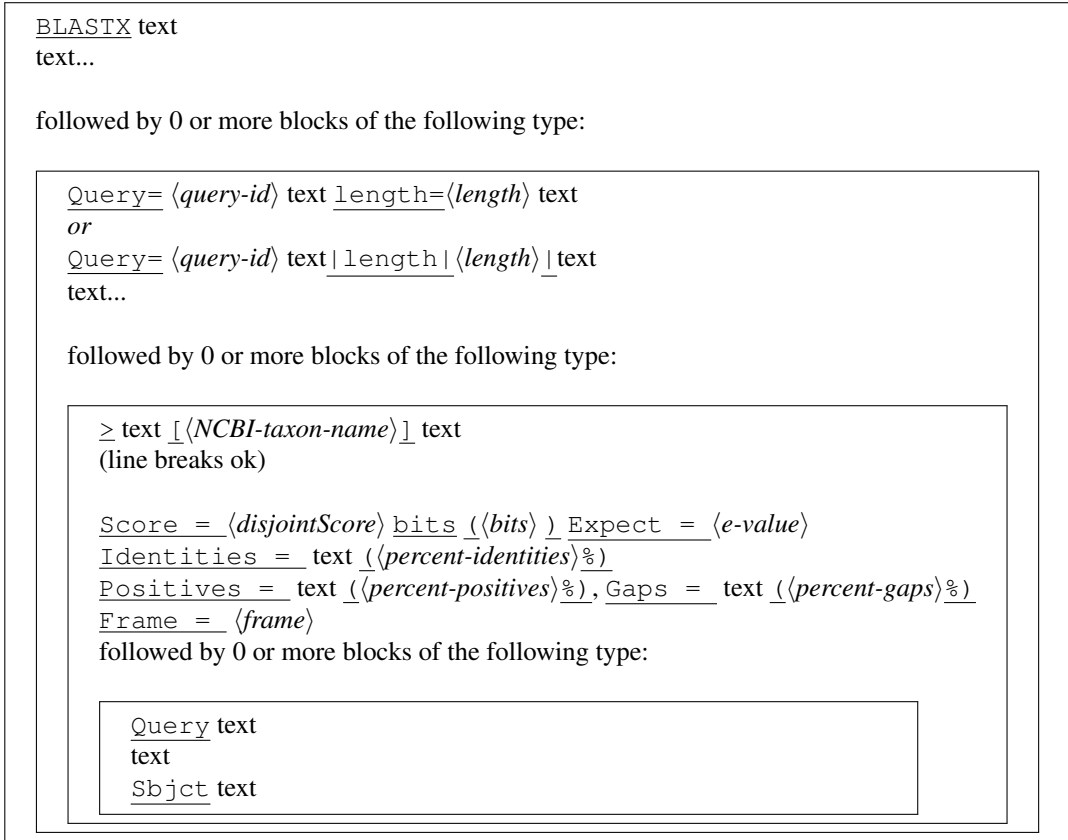 BLASTX text
text...
followed by 0 or more blocks of the following type:
Query= ⟨query-id⟩ text length=⟨length⟩ text
or
Query= ⟨query-id⟩ text|length|⟨length⟩|text
text...
followed by 0 or more blocks of the following type:
> text [⟨NCBI-taxon-name⟩] text
(line breaks ok)
Score = ⟨disjointScore⟩ bits (⟨bits⟩ ) Expect = ⟨e-value⟩
Identities = text (⟨percent-identities⟩%)
Positives = text (⟨percent-positives⟩%), Gaps = text (⟨percent-gaps⟩%)
Frame = ⟨frame⟩
followed by 0 or more blocks of the following type:
Query text
text
Sbjct text